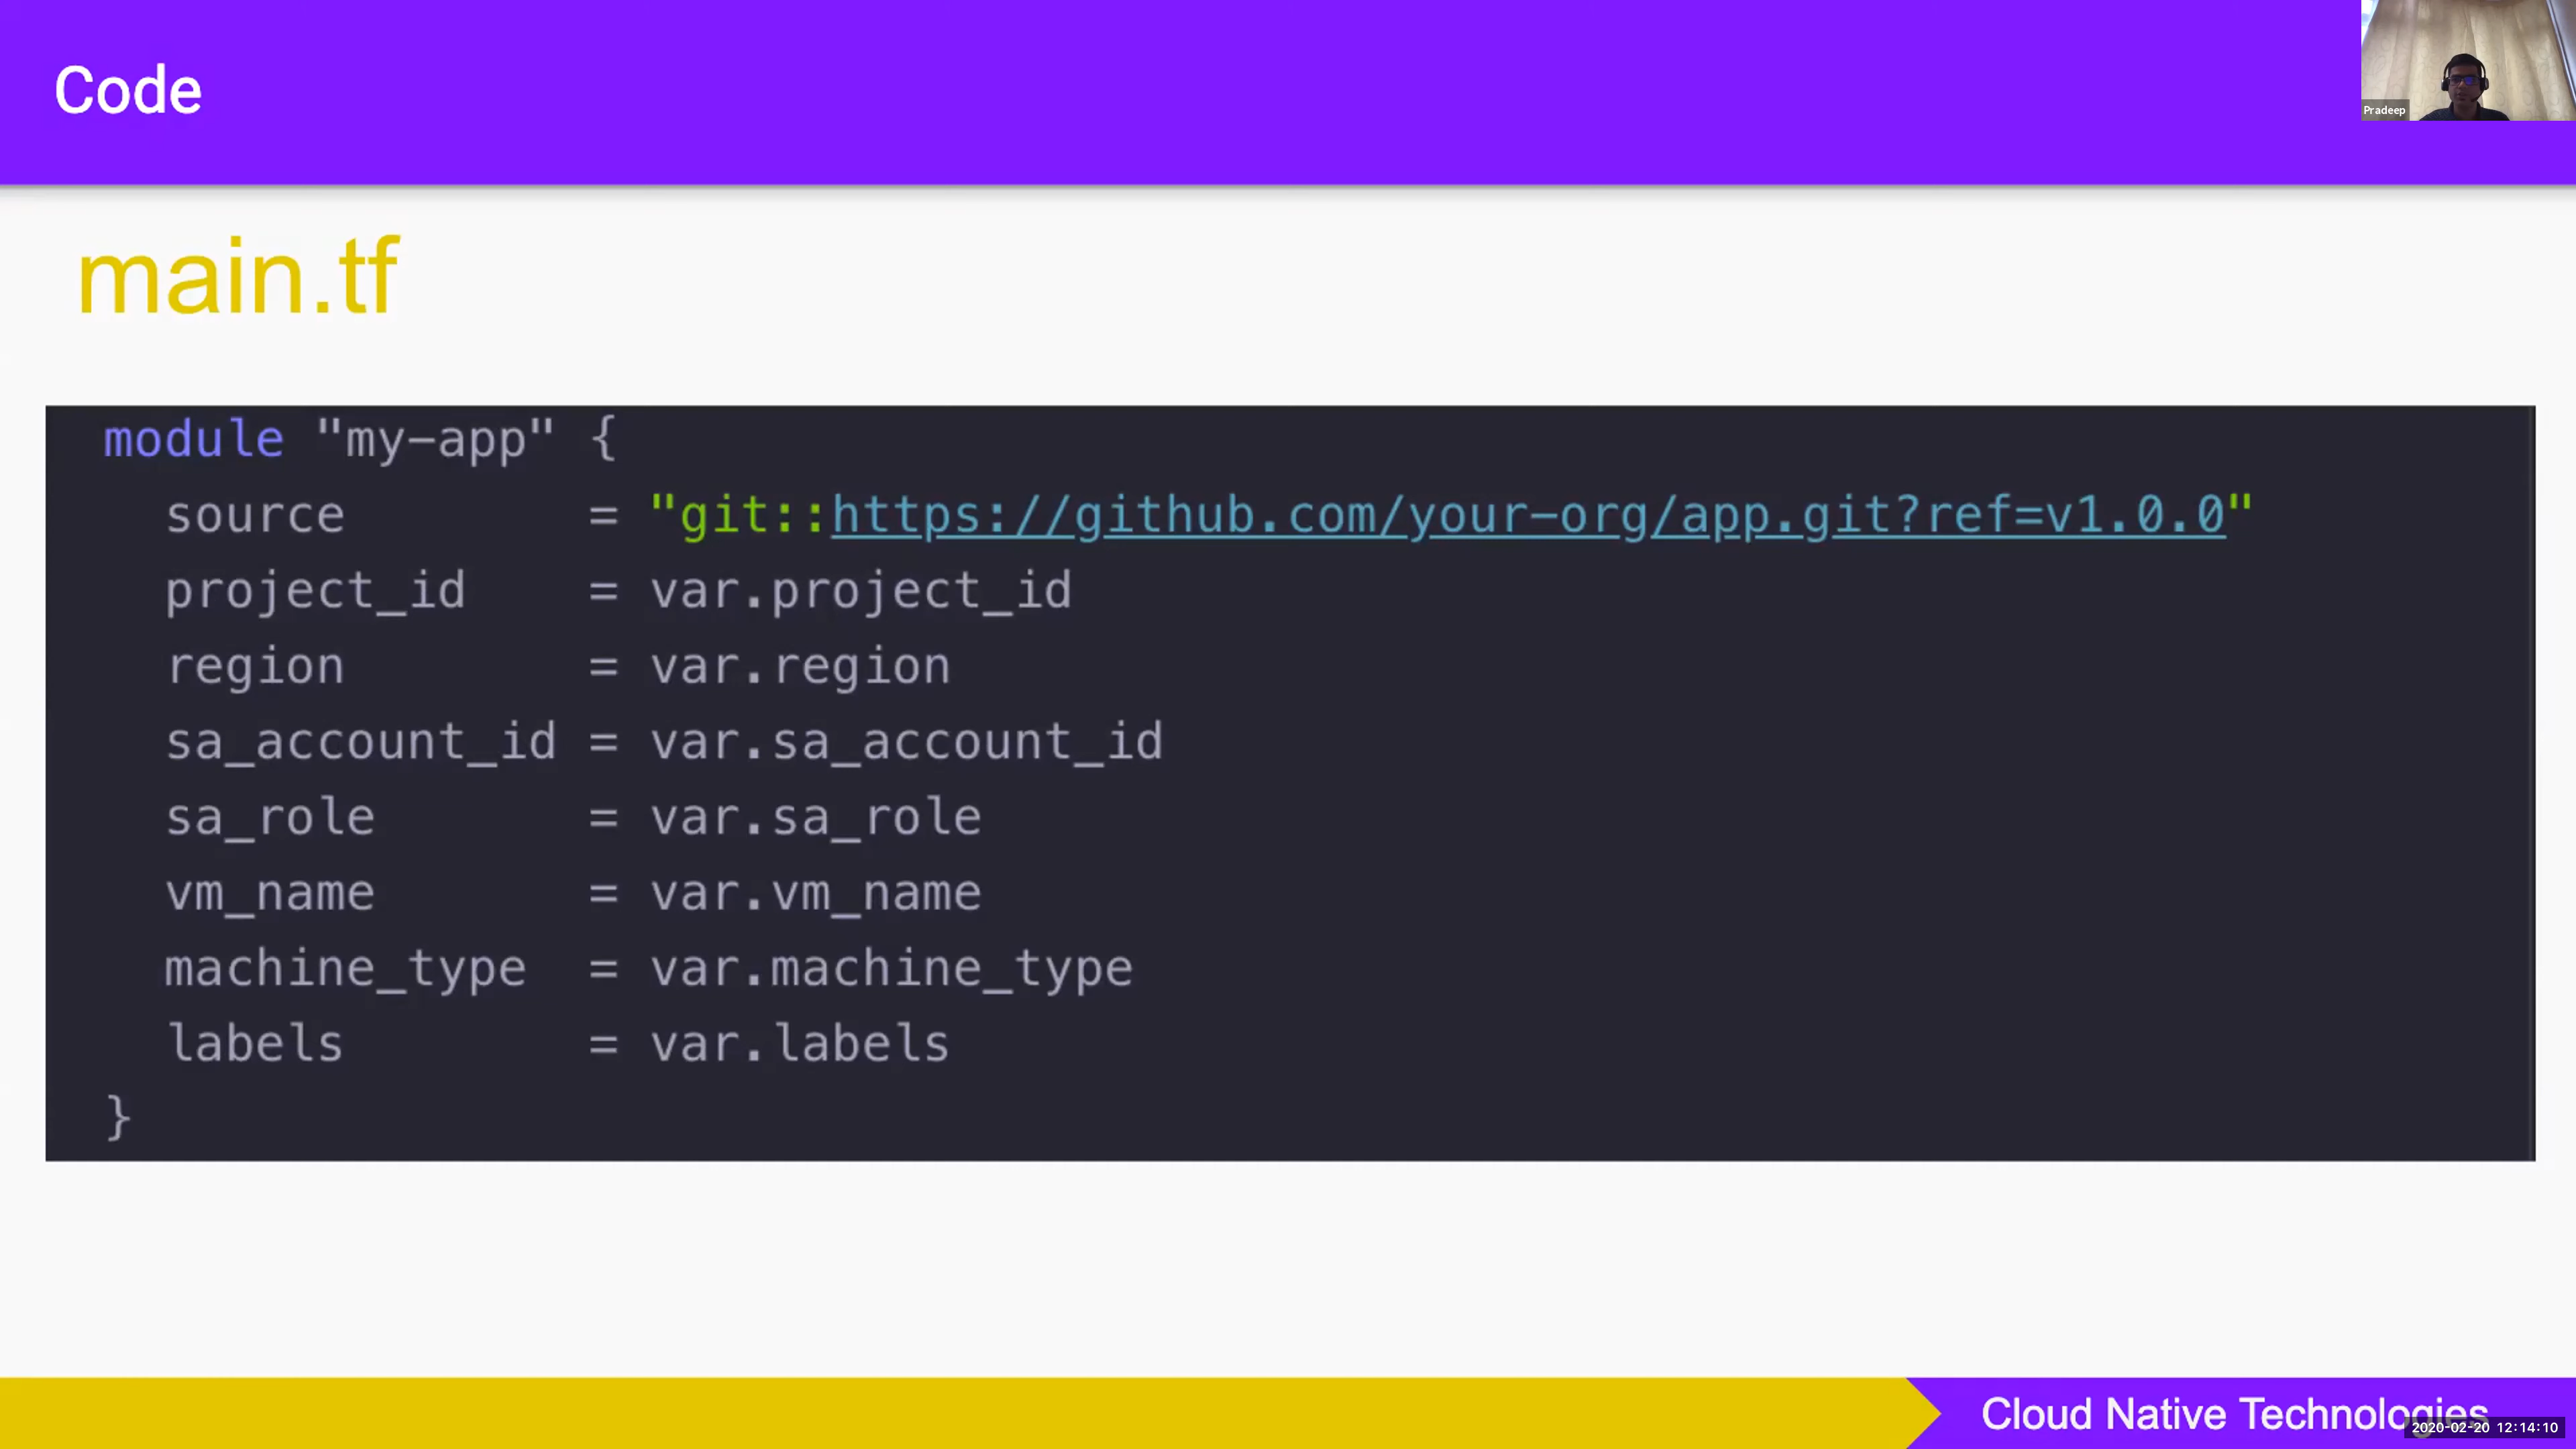 Code
Pradeep
main.tf
module "my-app" {
source = "git::https://github.com/your-org/app.git?ref=v1.0.0"
project_id = var.project_id
region = var.region
sa_account_id = var.sa_account_id
sa_role = var.sa_role
vm_name = var.vm_name
machine_type = var.machine_type
labels = var.labels
}
Cloud Native Technologies
2020-02-20 12:14:10